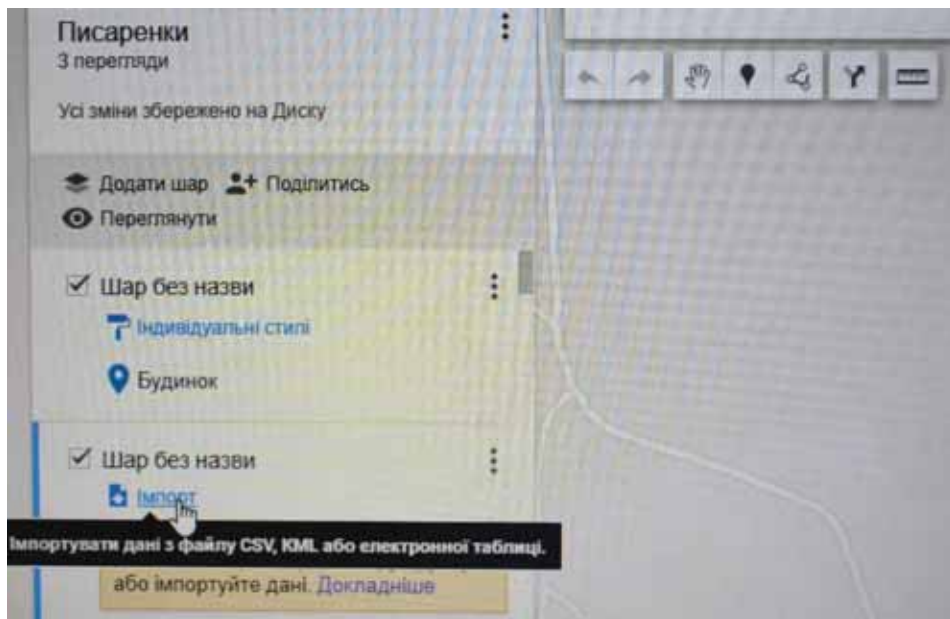 Писаренки
3 перегляди
Усі зміни збережено на Диску
Додати шар Поділитись
Переглянути
Шар без назви
Індивідуальні стилі
Будинок
Шар без назви
Імпорт
Імпортувати дані з файлу CSV, KML або електронної таблиці.
або імпортуйте дані. Докладніше